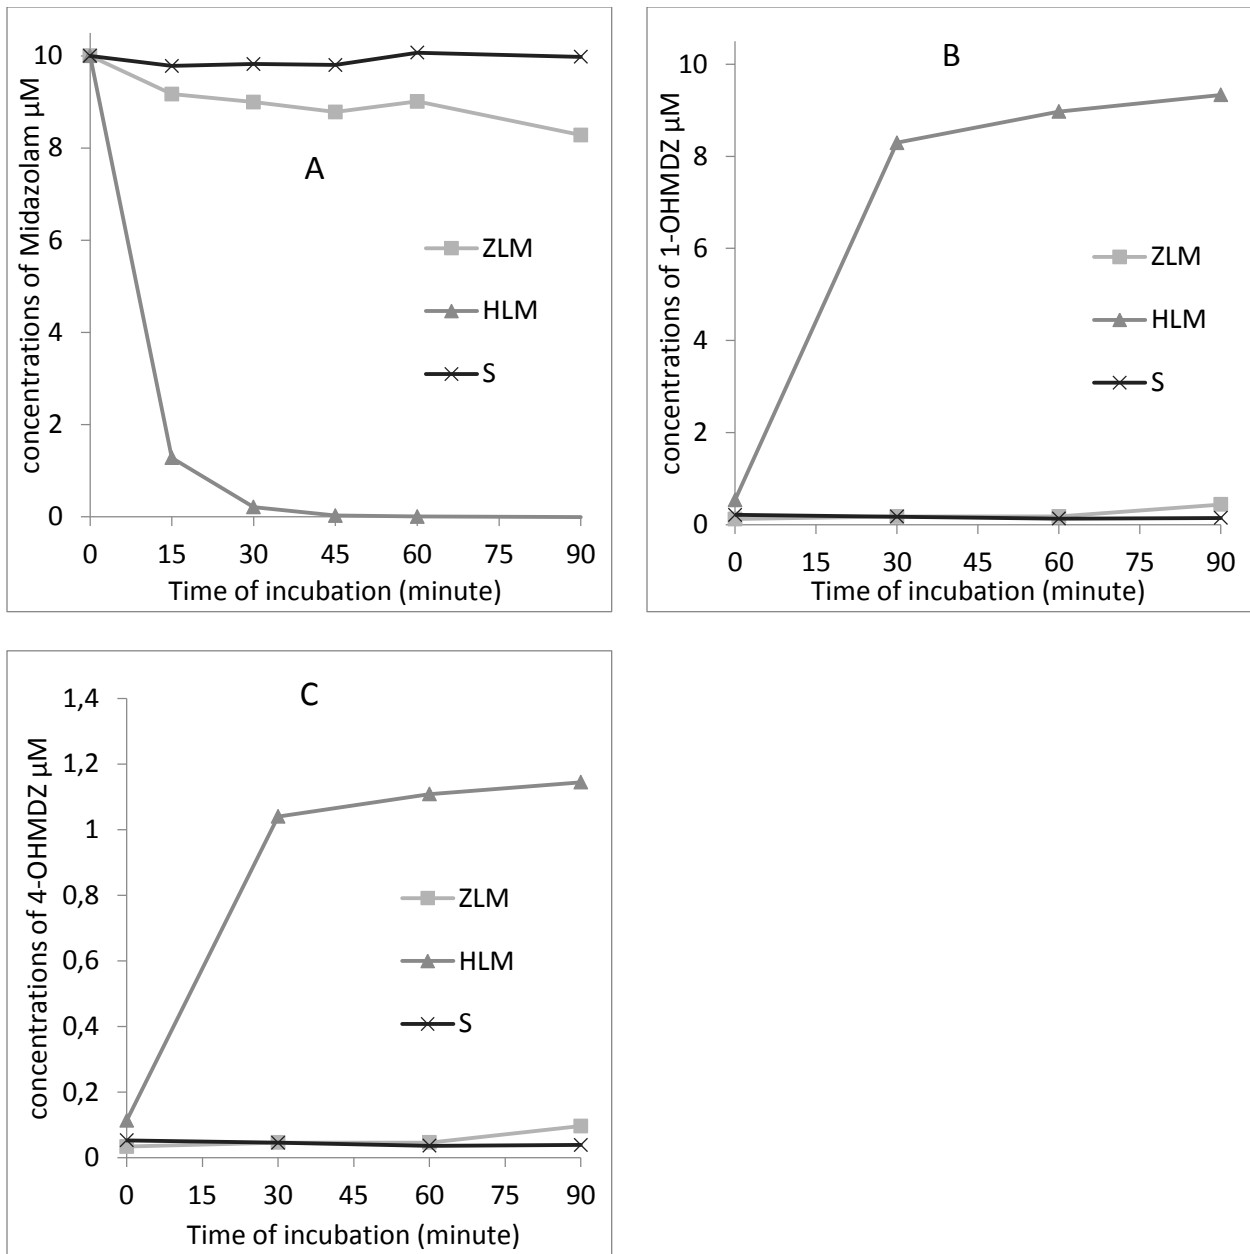 A
concentrations of Midazolam µM
10
8
6
4
2
0
0 15 30 45 60 90
Time of incubation (minute)
ZLM
HLM
S
B
concentrations of 1-OHMDZ µM
10
8
6
4
2
0
0 15 30 45 60 75 90
Time of incubation (minute)
ZLM
HLM
S
C
concentrations of 4-OHMDZ µM
1,4
1,2
1
0,8
0,6
0,4
0,2
0
0 15 30 45 60 75 90
Time of incubation (minute)
ZLM
HLM
S